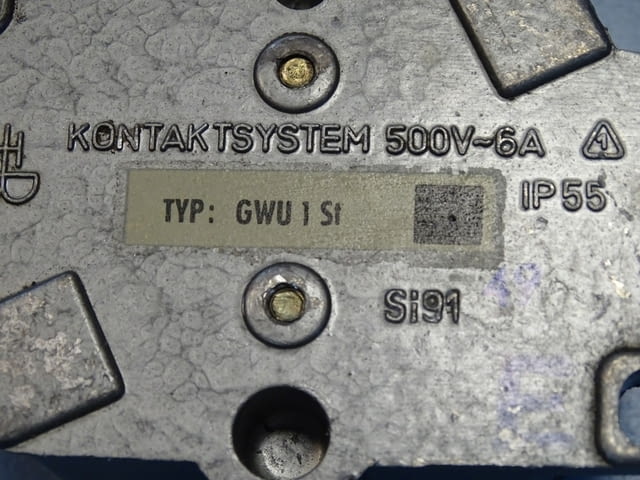 KONTAKTSYSTEM 500V~6A
TYP: GWU 1 St
IP55
Si91